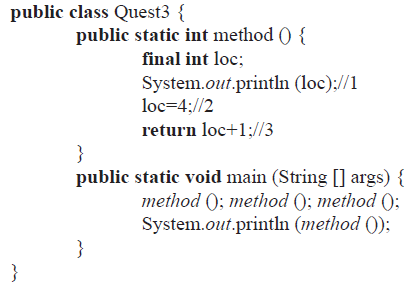 public class Quest3 {
public static int method () {
final int loc;
System.out.println (loc);//1
loc=4;//2
return loc+1;//3
}
public static void main (String [] args) {
method (); method (); method ();
System.out.println (method ());
}
}